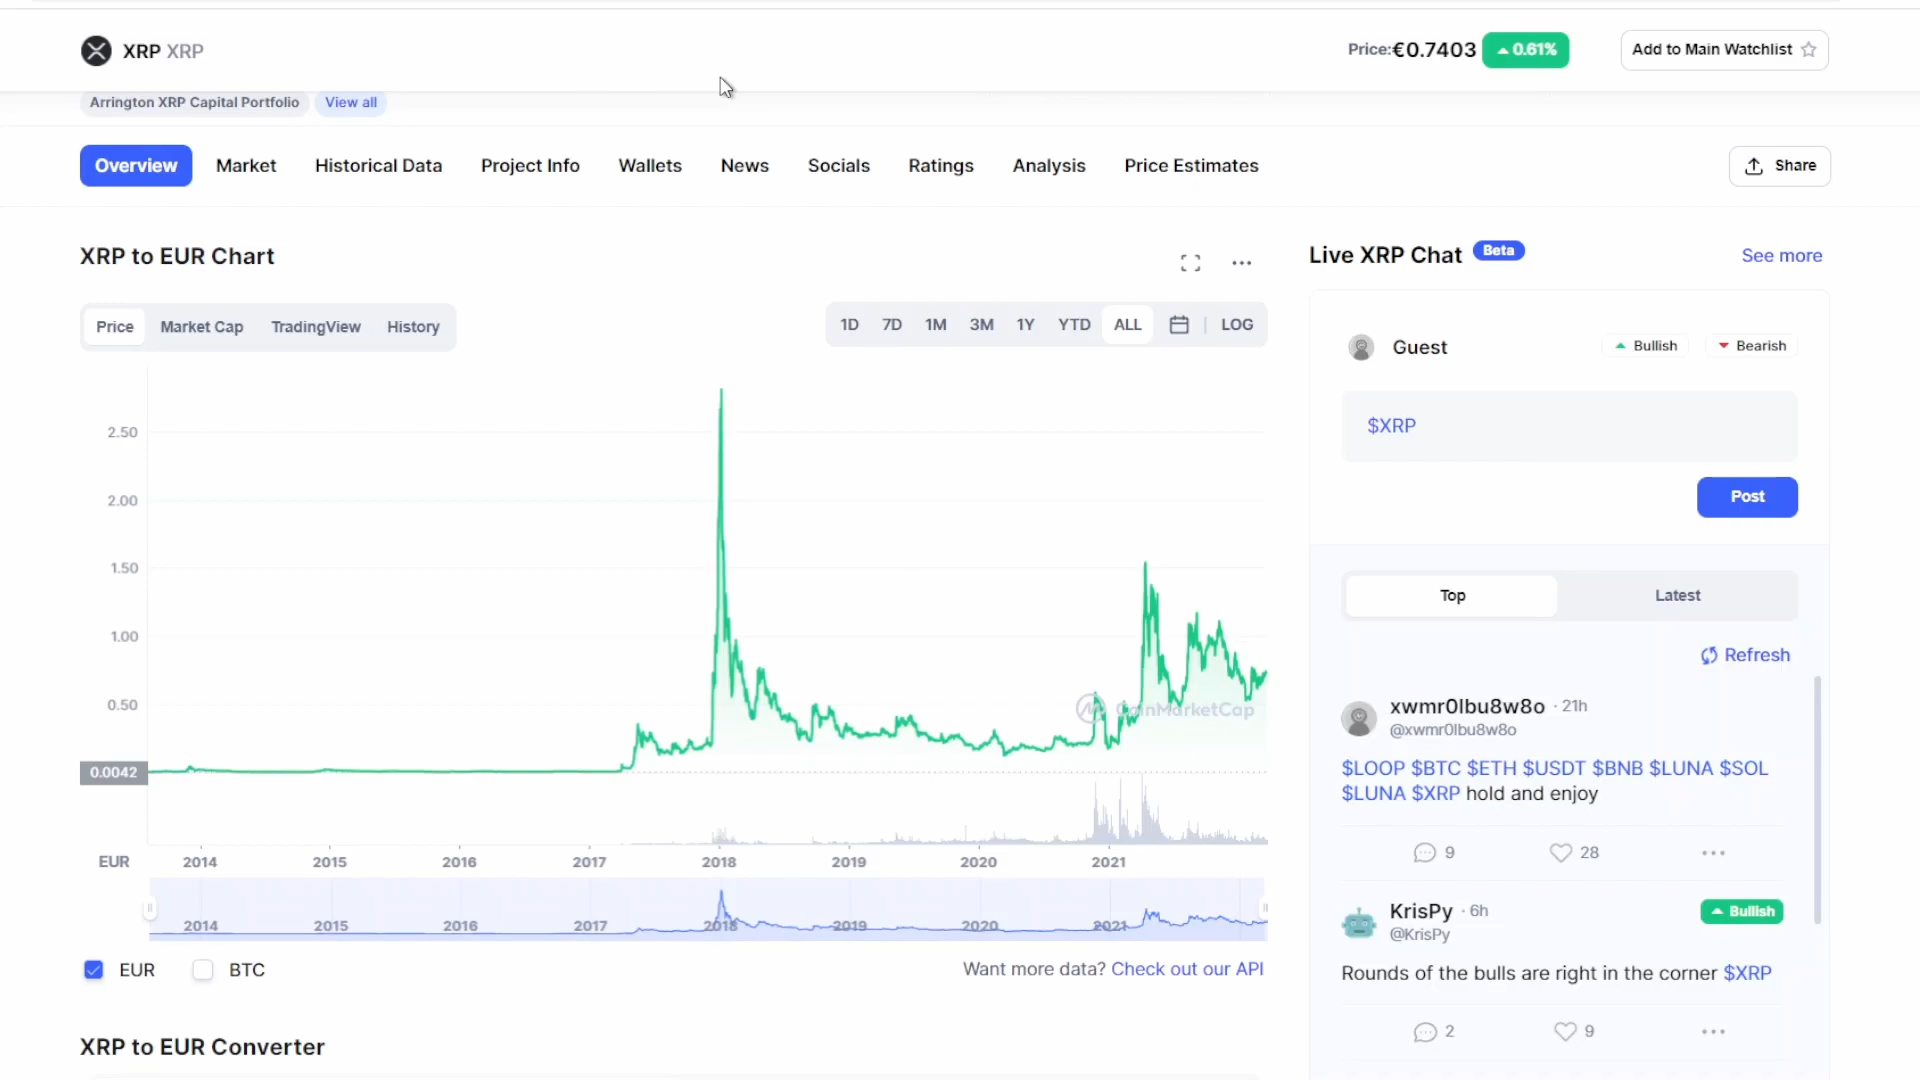 XRP XRP
Price:€0.7403 0.61%
Add to Main Watchlist
Arrington XRP Capital Portfolio View all
Overview Market Historical Data Project Info Wallets News Socials Ratings Analysis Price Estimates
Share
XRP to EUR Chart
Price Market Cap TradingView History
1D 7D 1M 3M 1Y YTD ALL LOG
2.50
2.00
1.50
1.00
0.50
0.0042
CoinMarketCap
EUR 2014 2015 2016 2017 2018 2019 2020 2021
2014 2015 2016 2017 2018 2019 2020 2021
EUR BTC
Want more data? Check out our API
XRP to EUR Converter
Live XRP Chat Beta
See more
Guest
Bullish Bearish
$XRP
Post
Top Latest
Refresh
xwmr0lbu8w8o · 21h
@xwmr0lbu8w8o
$LOOP $BTC $ETH $USDT $BNB $LUNA $SOL
$LUNA $XRP hold and enjoy
9 28
KrisPy · 6h
Bullish
@KrisPy
Rounds of the bulls are right in the corner $XRP
2 9